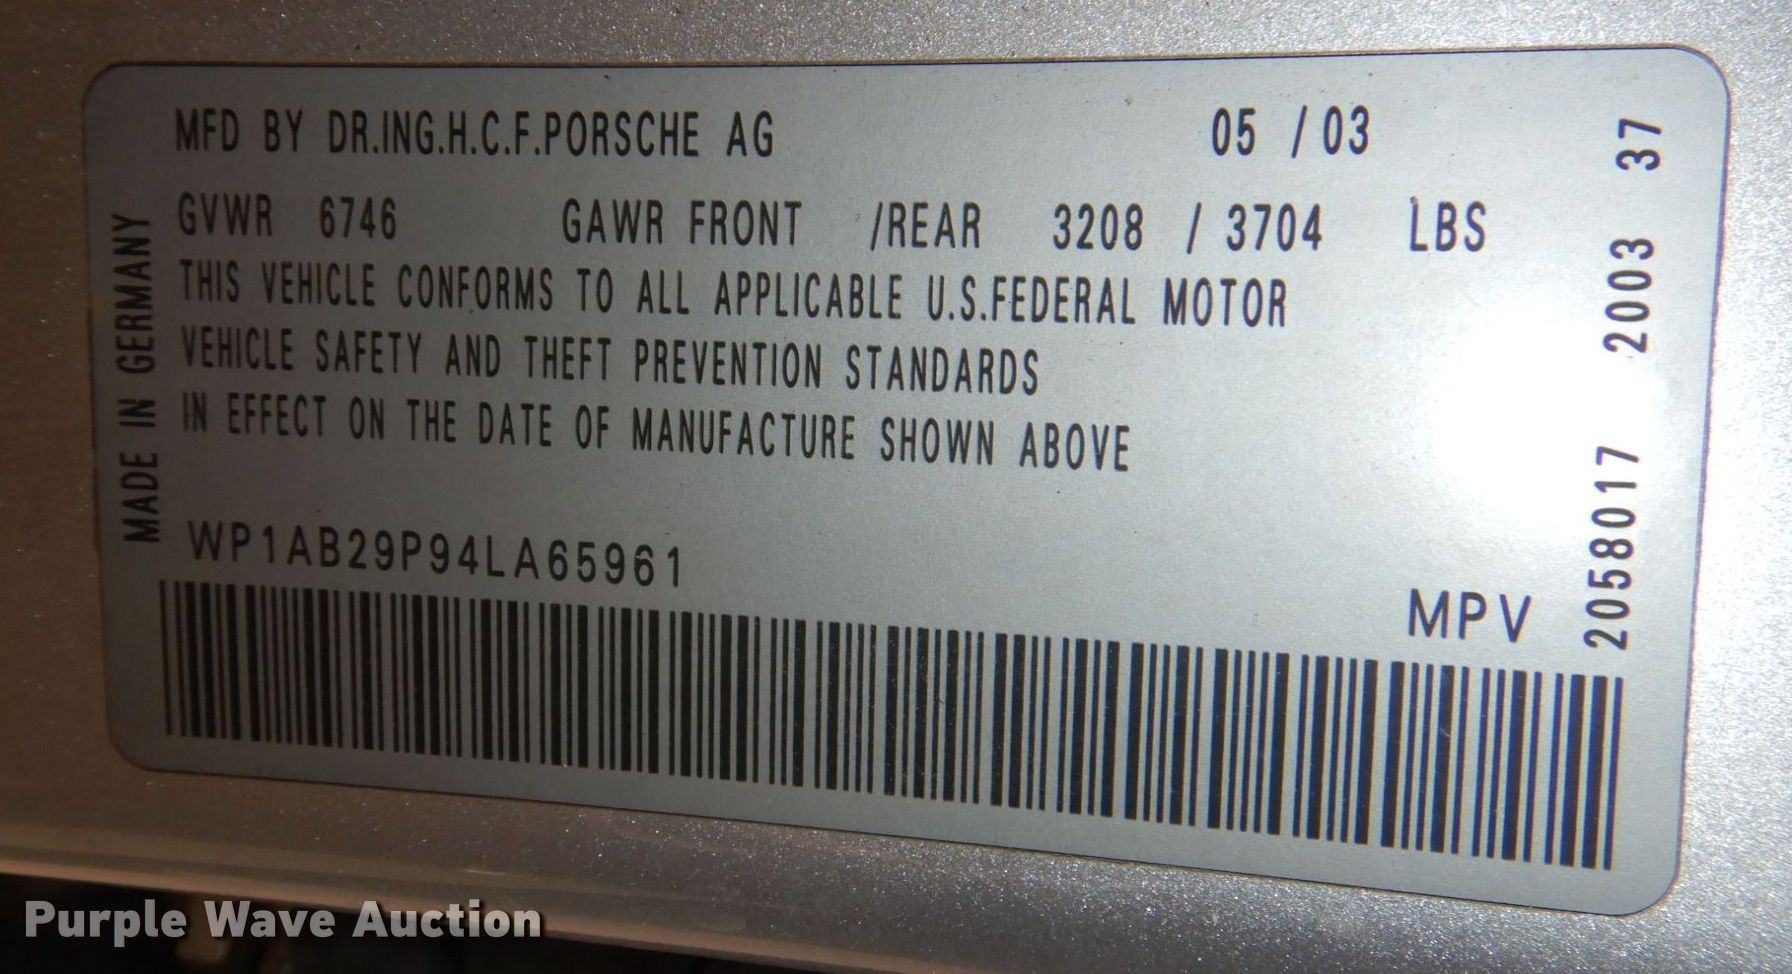 MFD BY DR.ING.H.C.F.PORSCHE AG 05 / 03
GVWR 6746 GAWR FRONT /REAR 3208 / 3704 LBS
THIS VEHICLE CONFORMS TO ALL APPLICABLE U.S.FEDERAL MOTOR
VEHICLE SAFETY AND THEFT PREVENTION STANDARDS
IN EFFECT ON THE DATE OF MANUFACTURE SHOWN ABOVE
WP1AB29P94LA65961
MPV
MADE IN GERMANY
2058017 2003 37
Purple Wave Auction